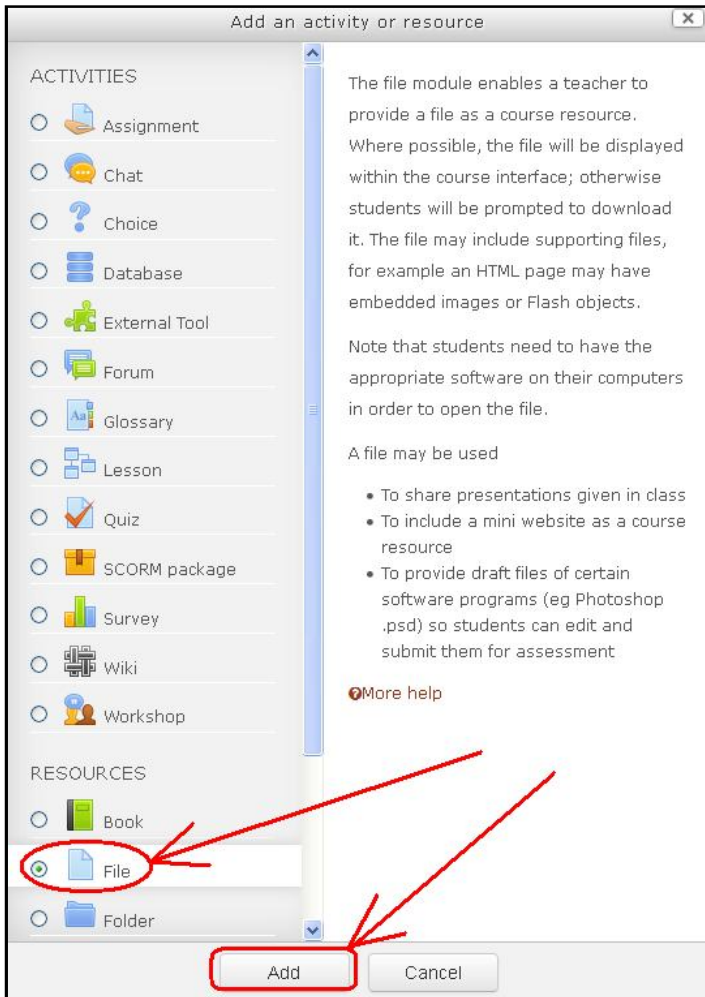 Add an activity or resource
ACTIVITIES
Assignment
Chat
Choice
Database
External Tool
Forum
Glossary
Lesson
Quiz
SCORM package
Survey
Wiki
Workshop
RESOURCES
Book
File
Folder
The file module enables a teacher to
provide a file as a course resource.
Where possible, the file will be displayed
within the course interface; otherwise
students will be prompted to download
it. The file may include supporting files,
for example an HTML page may have
embedded images or Flash objects.
Note that students need to have the
appropriate software on their computers
in order to open the file.
A file may be used
• To share presentations given in class
• To include a mini website as a course
resource
• To provide draft files of certain
software programs (eg Photoshop
.psd) so students can edit and
submit them for assessment
More help
Add
Cancel